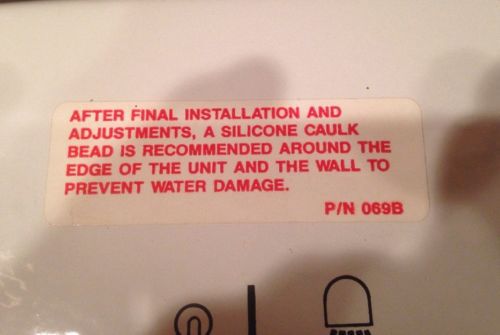 AFTER FINAL INSTALLATION AND
ADJUSTMENTS, A SILICONE CAULK
BEAD IS RECOMMENDED AROUND THE
EDGE OF THE UNIT AND THE WALL TO
PREVENT WATER DAMAGE.
P/N 069B